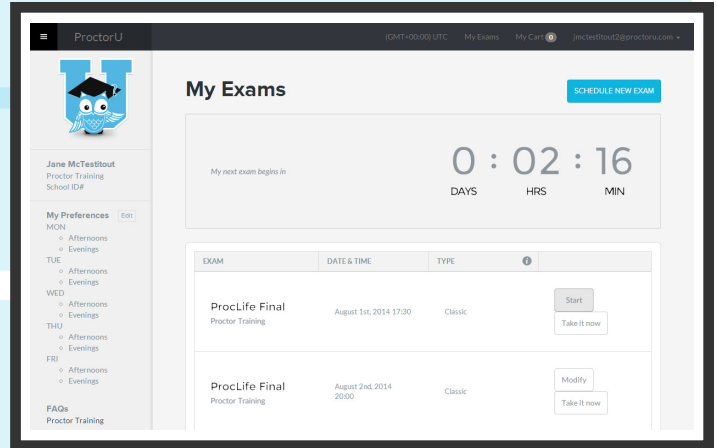 ≡ ProctorU (GMT+00:00) UTC My Exams My Cart 0 jmctestitout2@proctoru.com
U
Jane McTestitout
Proctor Training
School ID#
My Preferences Edit
MON
Afternoons
Evenings
TUE
Afternoons
Evenings
WED
Afternoons
Evenings
THU
Afternoons
Evenings
FRI
Afternoons
Evenings
FAQs
Proctor Training
My Exams
SCHEDULE NEW EXAM
My next exam begins in
0 : 02 : 16
DAYS HRS MIN
EXAM DATE & TIME TYPE i
ProcLife Final
Proctor Training
August 1st, 2014 17:30
Classic
Start
Take it now
ProcLife Final
Proctor Training
August 2nd, 2014
20:00
Classic
Modify
Take it now